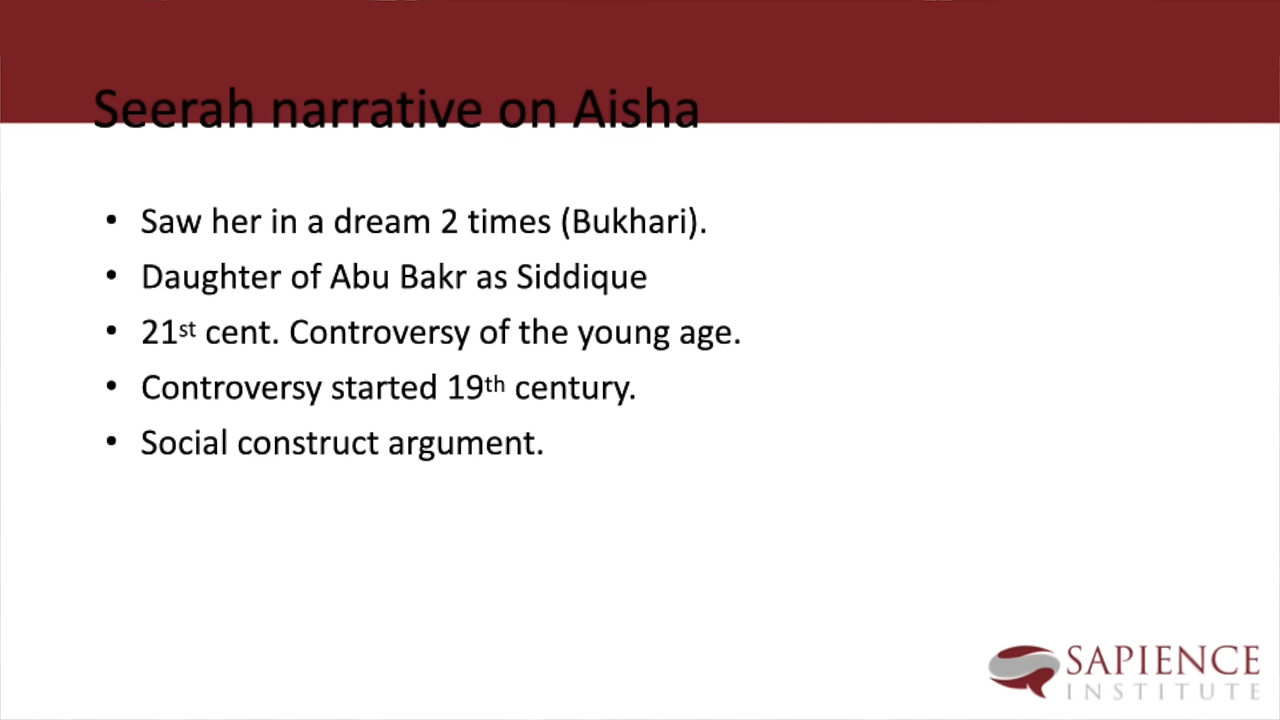 Seerah narrative on Aisha
• Saw her in a dream 2 times (Bukhari).
• Daughter of Abu Bakr as Siddique
• 21st cent. Controversy of the young age.
• Controversy started 19th century.
• Social construct argument.
SAPIENCE
INSTITUTE